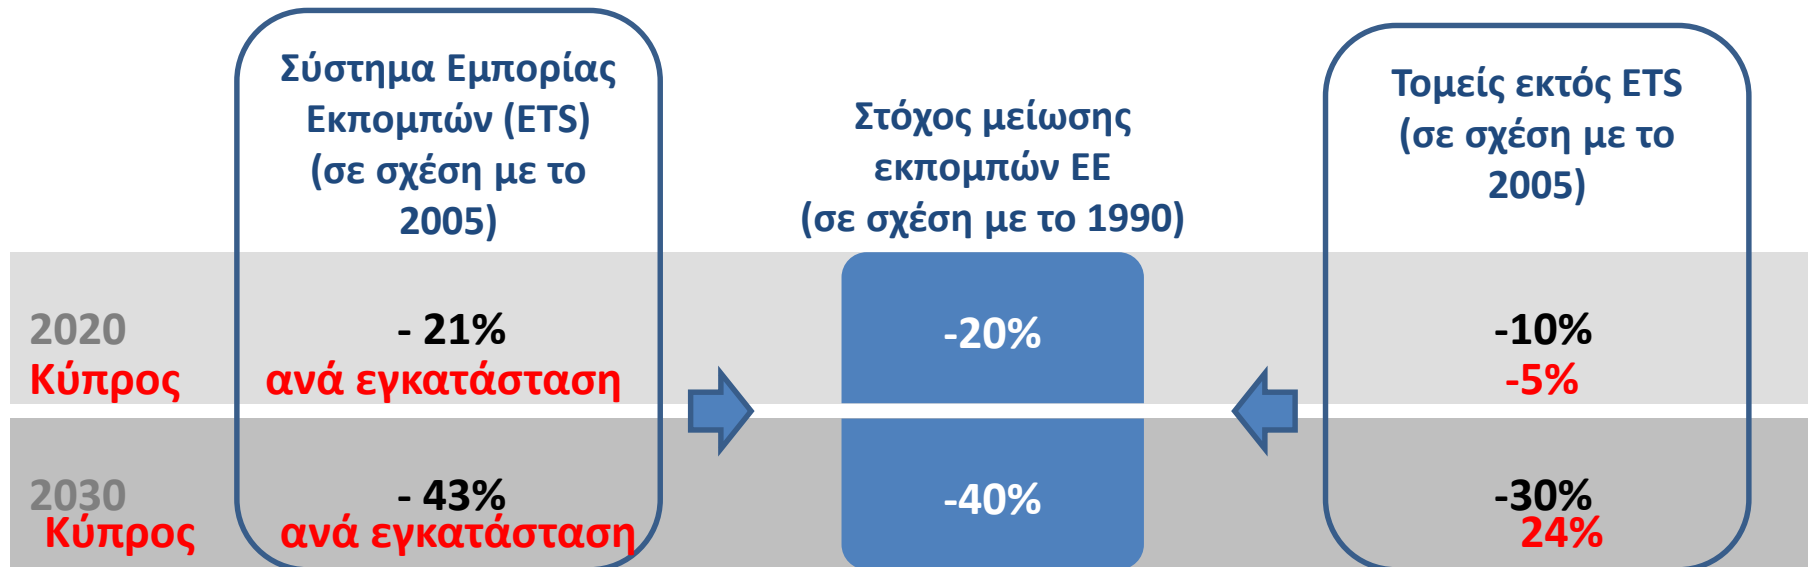 Σύστημα Εμπορίας
Εκπομπών (ETS)
(σε σχέση με το
2005)
Στόχος μείωσης
εκπομπών ΕΕ
(σε σχέση με το 1990)
Τομείς εκτός ETS
(σε σχέση με το
2005)
2020
- 21%
-20%
-10%
Κύπρος
ανά εγκατάσταση
-5%
2030
- 43%
-40%
-30%
Κύπρος
ανά εγκατάσταση
24%